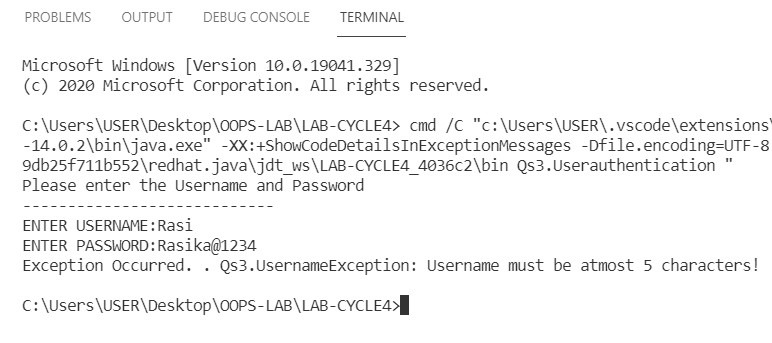 PROBLEMS OUTPUT DEBUG CONSOLE TERMINAL
Microsoft Windows [Version 10.0.19041.329]
(c) 2020 Microsoft Corporation. All rights reserved.
C:\Users\USER\Desktop\OOPS-LAB\LAB-CYCLE4> cmd /C "c:\Users\USER\.vscode\extensions\
-14.0.2\bin\java.exe" -XX:+ShowCodeDetailsInExceptionMessages -Dfile.encoding=UTF-8
9db25f711b552\redhat.java\jdt_ws\LAB-CYCLE4_4036c2\bin Qs3.Userauthentication "
Please enter the Username and Password
----------------------------
ENTER USERNAME:Rasi
ENTER PASSWORD:Rasika@1234
Exception Occurred. . Qs3.UsernameException: Username must be atmost 5 characters!
C:\Users\USER\Desktop\OOPS-LAB\LAB-CYCLE4>